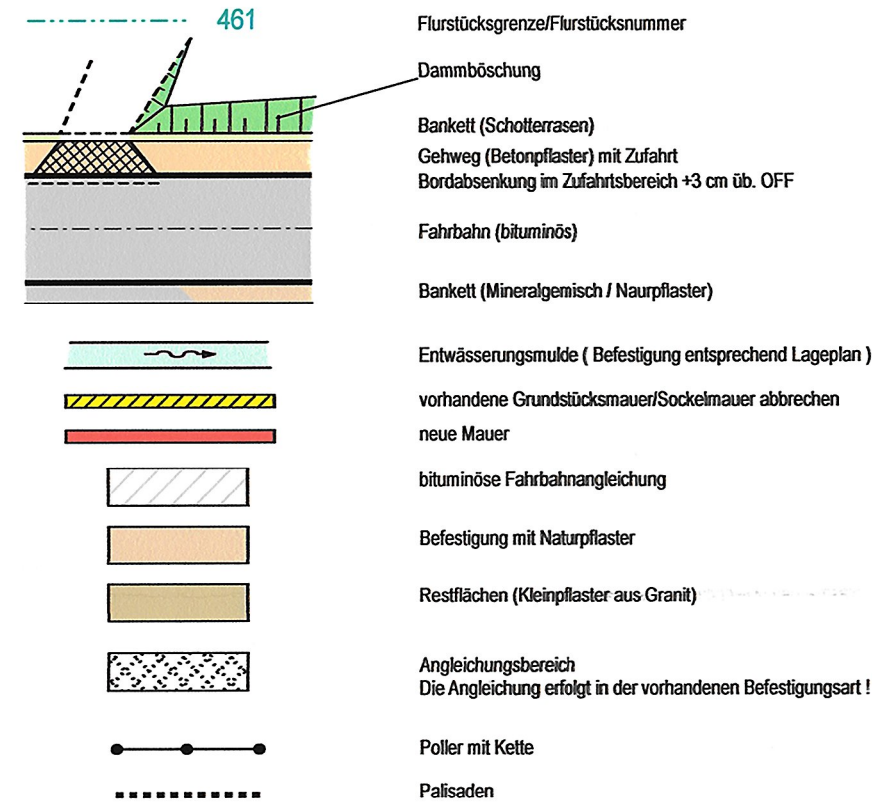 461
Flurstücksgrenze/Flurstücksnummer
Dammböschung
Bankett (Schotterrasen)
Gehweg (Betonpflaster) mit Zufahrt
Bordabsenkung im Zufahrtsbereich +3 cm üb. OFF
Fahrbahn (bituminös)
Bankett (Mineralgemisch / Naurpflaster)
Entwässerungsmulde ( Befestigung entsprechend Lageplan )
vorhandene Grundstücksmauer/Sockelmauer abbrechen
neue Mauer
bituminöse Fahrbahnangleichung
Befestigung mit Naturpflaster
Restflächen (Kleinpflaster aus Granit)
Angleichungsbereich
Die Angleichung erfolgt in der vorhandenen Befestigungsart !
Poller mit Kette
Palisaden